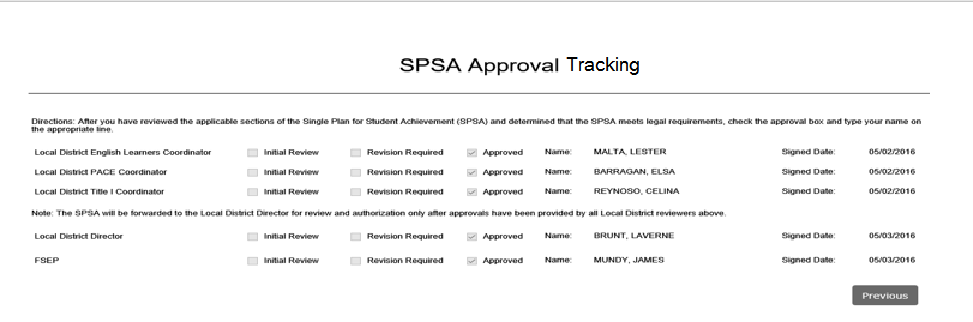 SPSA Approval Tracking
Directions: After you have reviewed the applicable sections of the Single Plan for Student Achievement (SPSA) and determined that the SPSA meets legal requirements, check the approval box and type your name on
the appropriate line.
Local District English Learners Coordinator Initial Review Revision Required Approved Name: MALTA, LESTER Signed Date: 05/02/2016
Local District PACE Coordinator Initial Review Revision Required Approved Name: BARRAGAN, ELSA Signed Date: 05/02/2016
Local District Title I Coordinator Initial Review Revision Required Approved Name: REYNOSO, CELINA Signed Date: 05/02/2016
Note: The SPSA will be forwarded to the Local District Director for review and authorization only after approvals have been provided by all Local District reviewers above.
Local District Director Initial Review Revision Required Approved Name: BRUNT, LAVERNE Signed Date: 05/03/2016
FSEP Initial Review Revision Required Approved Name: MUNDY, JAMES Signed Date: 05/03/2016
Previous